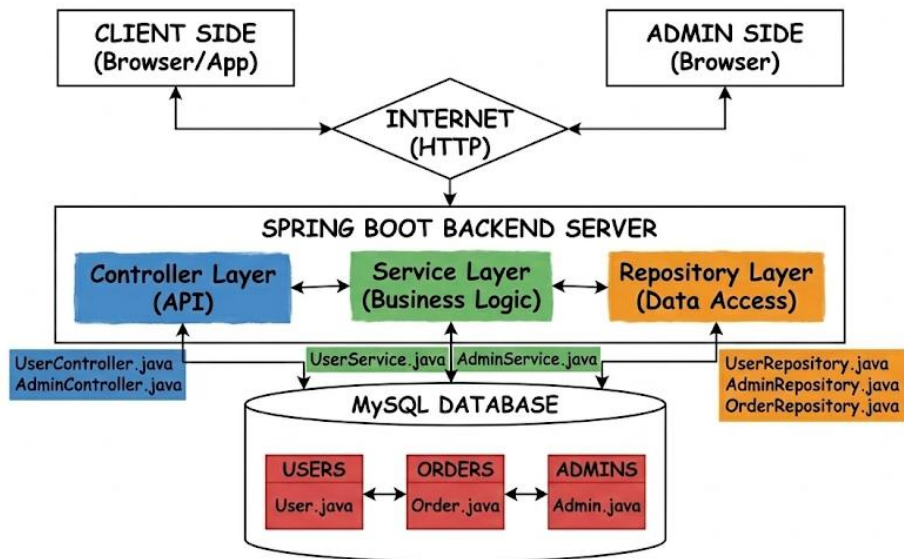 CLIENT SIDE
(Browser/App)
ADMIN SIDE
(Browser)
INTERNET
(HTTP)
SPRING BOOT BACKEND SERVER
Controller Layer
(API)
Service Layer
(Business Logic)
Repository Layer
(Data Access)
UserController.java
AdminController.java
UserService.java
AdminService.java
UserRepository.java
AdminRepository.java
OrderRepository.java
MySQL DATABASE
USERS
User.java
ORDERS
Order.java
ADMINS
Admin.java